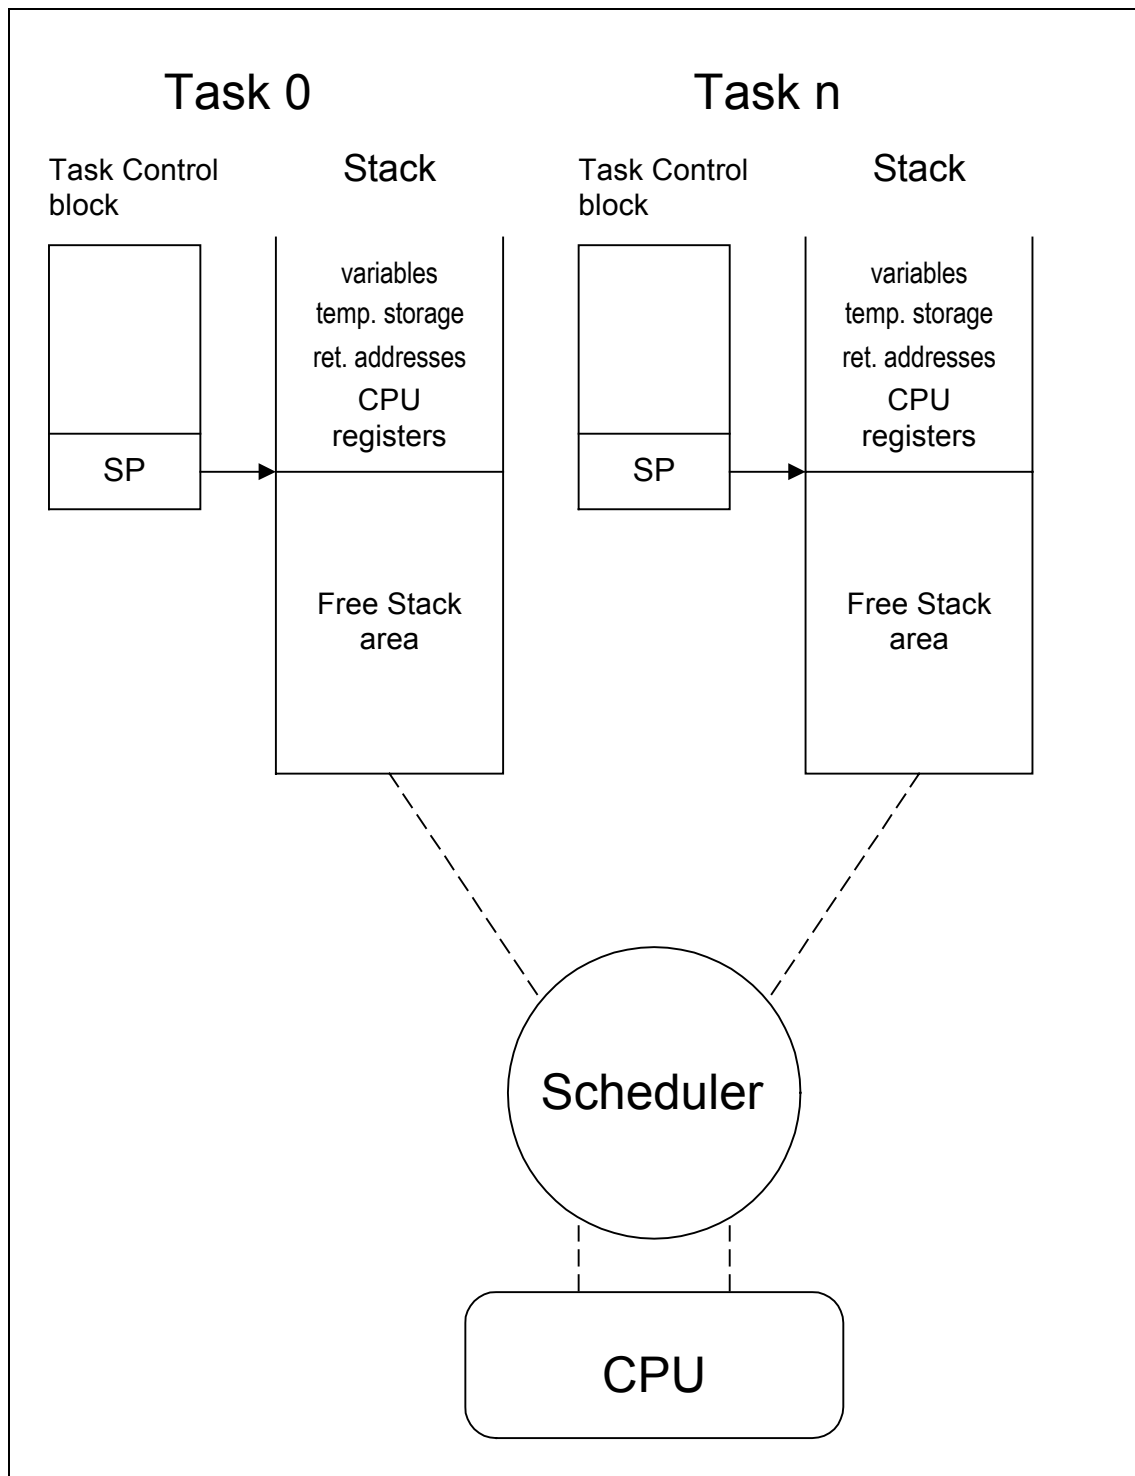 Task 0
Task Control
block
Stack
variables
temp. storage
ret. addresses
CPU
registers
SP
Free Stack
area
Task n
Task Control
block
Stack
variables
temp. storage
ret. addresses
CPU
registers
SP
Free Stack
area
Scheduler
CPU